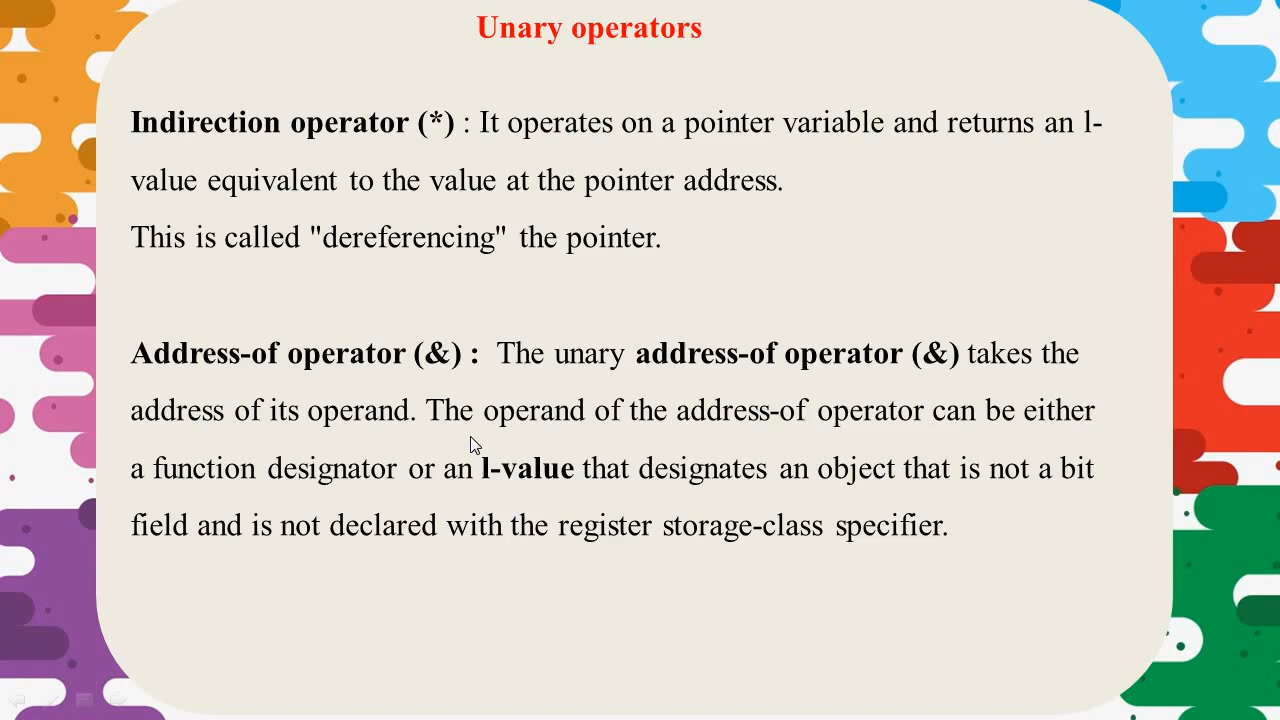 Unary operators
Indirection operator (*) : It operates on a pointer variable and returns an l-
value equivalent to the value at the pointer address.
This is called "dereferencing" the pointer.
Address-of operator (&) : The unary address-of operator (&) takes the
address of its operand. The operand of the address-of operator can be either
a function designator or an l-value that designates an object that is not a bit
field and is not declared with the register storage-class specifier.